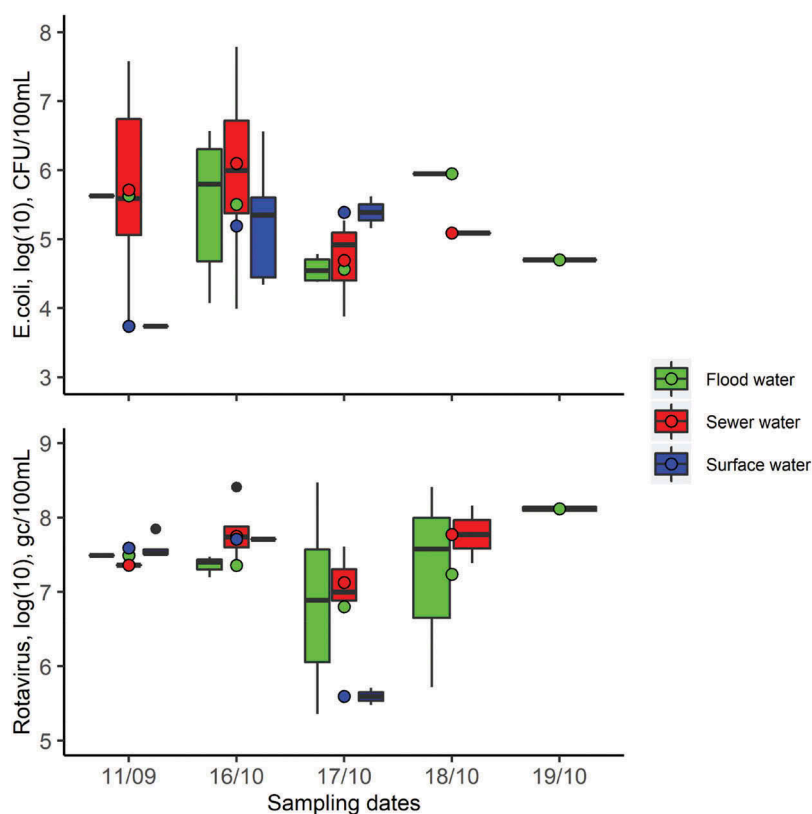 E.coli, log(10), CFU/100mL
8
7
6
5
4
3
Rotavirus, log(10), gc/100mL
9
8
7
6
5
11/09 16/10 17/10 18/10 19/10
Sampling dates
Flood water
Sewer water
Surface water